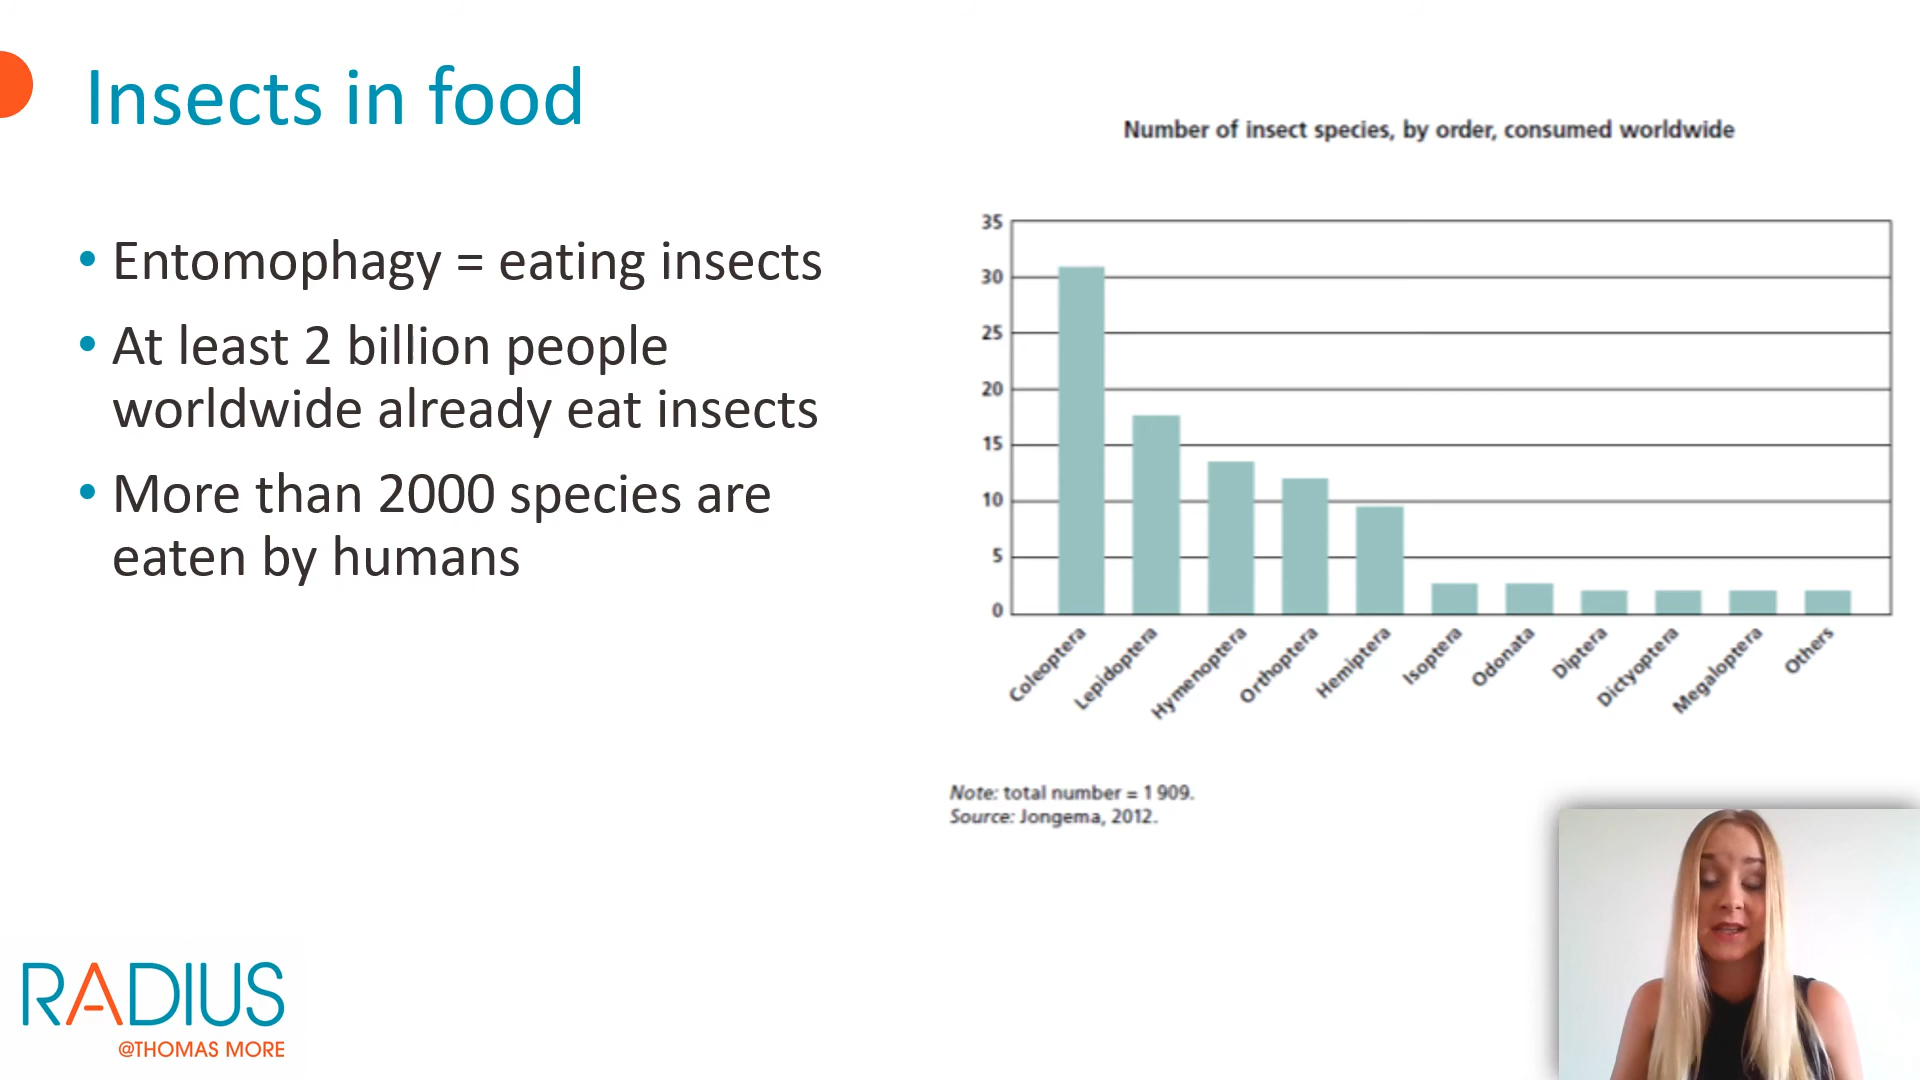 Insects in food
• Entomophagy = eating insects
• At least 2 billion people
worldwide already eat insects
• More than 2000 species are
eaten by humans
Number of insect species, by order, consumed worldwide
35
30
25
20
15
10
5
0
Coleoptera
Lepidoptera
Hymenoptera
Orthoptera
Hemiptera
Isoptera
Odonata
Diptera
Dictyoptera
Megaloptera
Others
Note: total number = 1 909.
Source: Jongema, 2012.
RADIUS
@THOMAS MORE